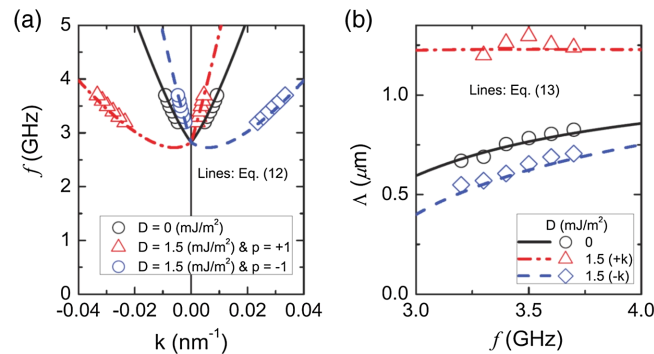 (a)
5
4
3
2
1
0
f (GHz)
Lines: Eq. (12)
D = 0 (mJ/m²)
D = 1.5 (mJ/m²) & p = +1
D = 1.5 (mJ/m²) & p = -1
-0.04 -0.02 0.00 0.02 0.04
k (nm⁻¹)
(b)
1.0
0.5
0.0
Λ (μm)
Lines: Eq. (13)
D (mJ/m²)
0
1.5 (+k)
1.5 (-k)
3.0 3.5 4.0
f (GHz)